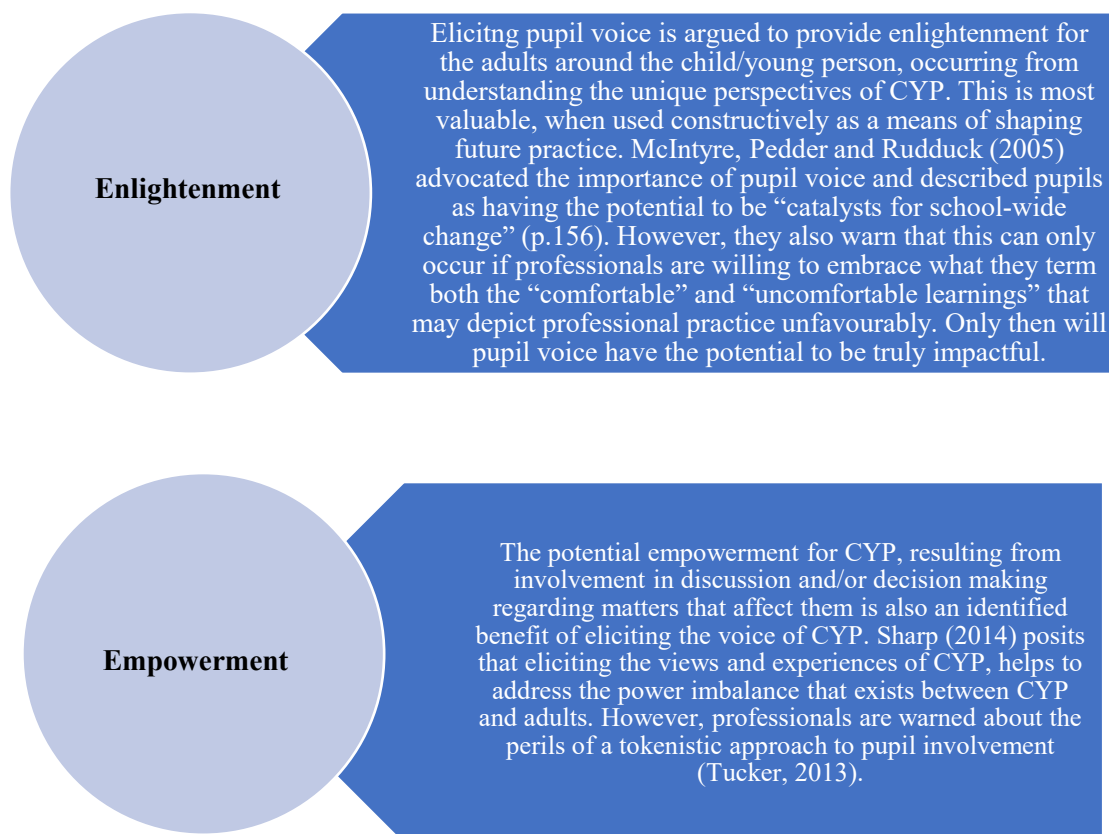 Enlightenment
Elicitng pupil voice is argued to provide enlightenment for
the adults around the child/young person, occurring from
understanding the unique perspectives of CYP. This is most
valuable, when used constructively as a means of shaping
future practice. McIntyre, Pedder and Rudduck (2005)
advocated the importance of pupil voice and described pupils
as having the potential to be “catalysts for school-wide
change” (p.156). However, they also warn that this can only
occur if professionals are willing to embrace what they term
both the “comfortable” and “uncomfortable learnings” that
may depict professional practice unfavourably. Only then will
pupil voice have the potential to be truly impactful.
Empowerment
The potential empowerment for CYP, resulting from
involvement in discussion and/or decision making
regarding matters that affect them is also an identified
benefit of eliciting the voice of CYP. Sharp (2014) posits
that eliciting the views and experiences of CYP, helps to
address the power imbalance that exists between CYP
and adults. However, professionals are warned about the
perils of a tokenistic approach to pupil involvement
(Tucker, 2013).